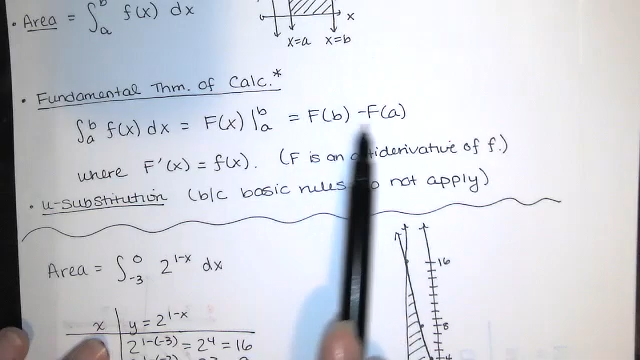 • Area = ∫ₐᵇ f(x) dx
x
x=a x=b
• Fundamental Thm. of Calc.*
∫ₐᵇ f(x) dx = F(x) |ₐᵇ = F(b) - F(a)
where F'(x) = f(x). (F is an antiderivative of f.)
• u-substitution (b/c basic rules do not apply)
Area = ∫₋₃⁰ 2^(1-x) dx
16
x y = 2^(1-x)
8
2^(1-(-3)) = 2⁴ = 16